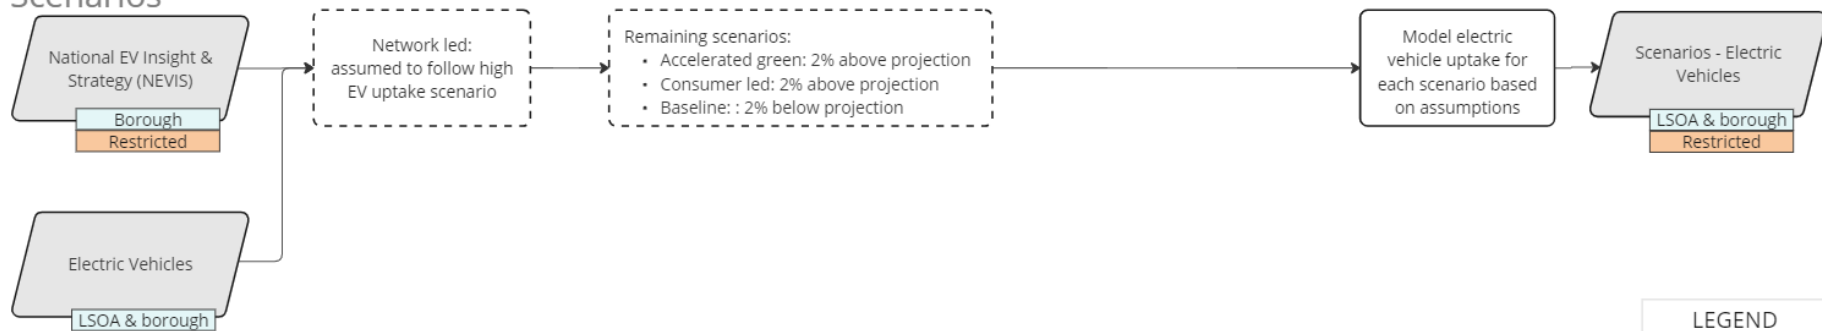 Scenarios
National EV Insight &
Strategy (NEVIS)
Borough
Restricted
Network led:
assumed to follow high
EV uptake scenario
Remaining scenarios:
• Accelerated green: 2% above projection
• Consumer led: 2% above projection
• Baseline: : 2% below projection
Model electric
vehicle uptake for
each scenario based
on assumptions
Scenarios - Electric
Vehicles
LSOA & borough
Restricted
Electric Vehicles
LSOA & borough
LEGEND